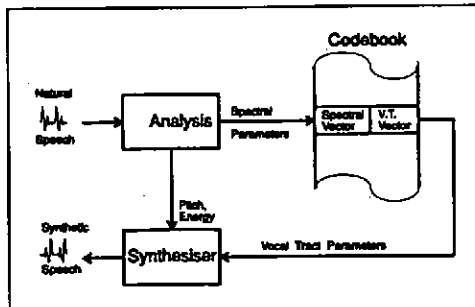 Codebook
Natural
Speech
Analysis
Spectral
Parameters
Spectral
Vector
V.T.
Vector
Pitch,
Energy
Synthetic
Speech
Synthesiser
Vocal Tract Parameters